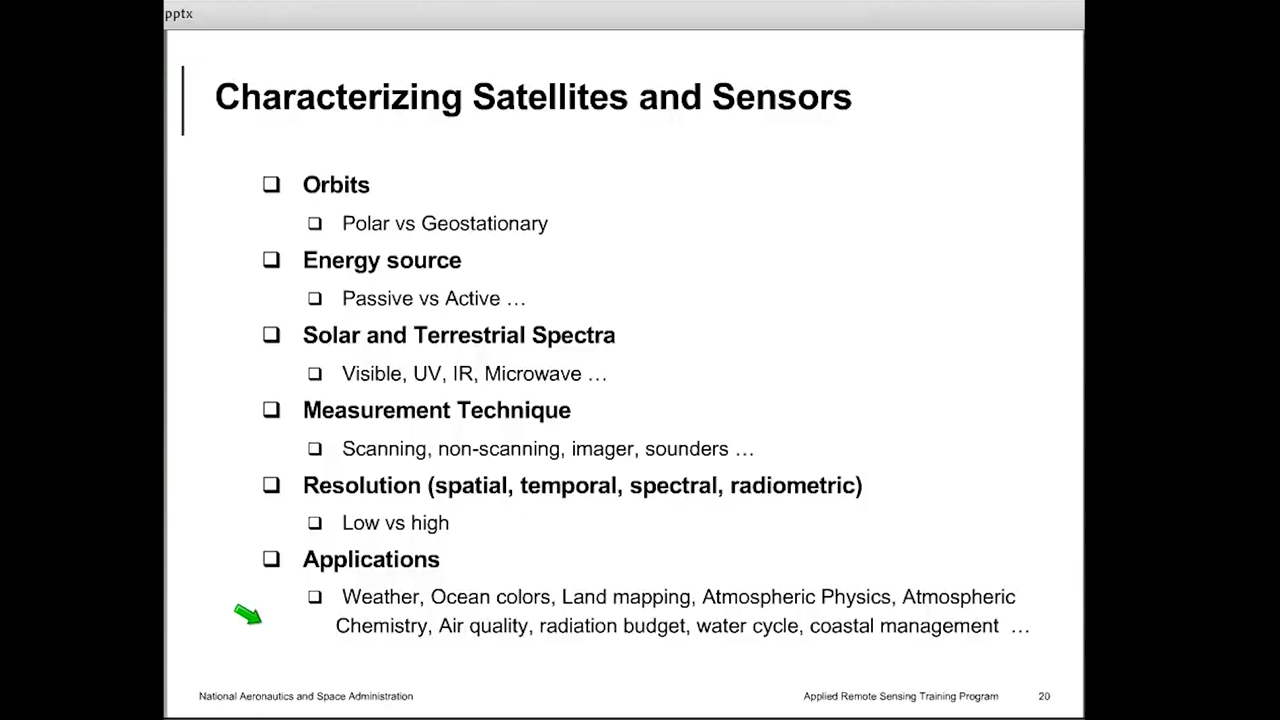 pptx
Characterizing Satellites and Sensors
Orbits
Polar vs Geostationary
Energy source
Passive vs Active …
Solar and Terrestrial Spectra
Visible, UV, IR, Microwave …
Measurement Technique
Scanning, non-scanning, imager, sounders …
Resolution (spatial, temporal, spectral, radiometric)
Low vs high
Applications
Weather, Ocean colors, Land mapping, Atmospheric Physics, Atmospheric
Chemistry, Air quality, radiation budget, water cycle, coastal management …
National Aeronautics and Space Administration
Applied Remote Sensing Training Program
20